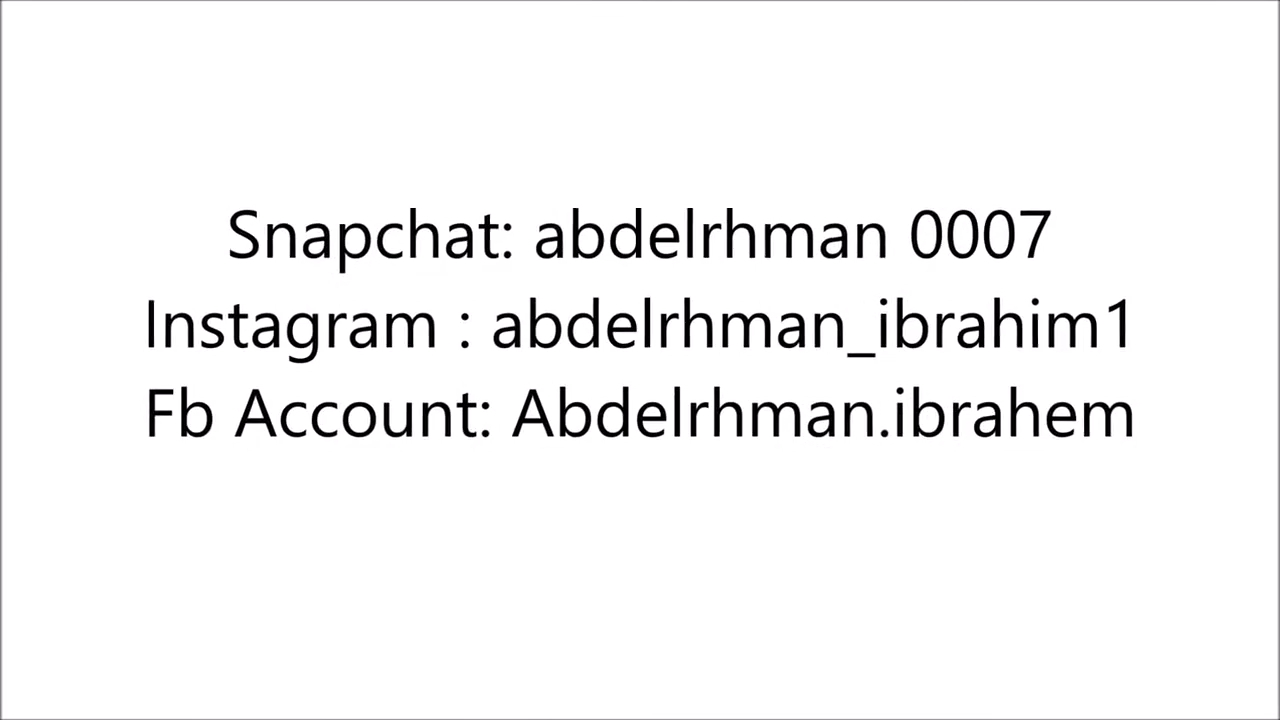 Snapchat: abdelrhman 0007
Instagram : abdelrhman_ibrahim1
Fb Account: Abdelrhman.ibrahem